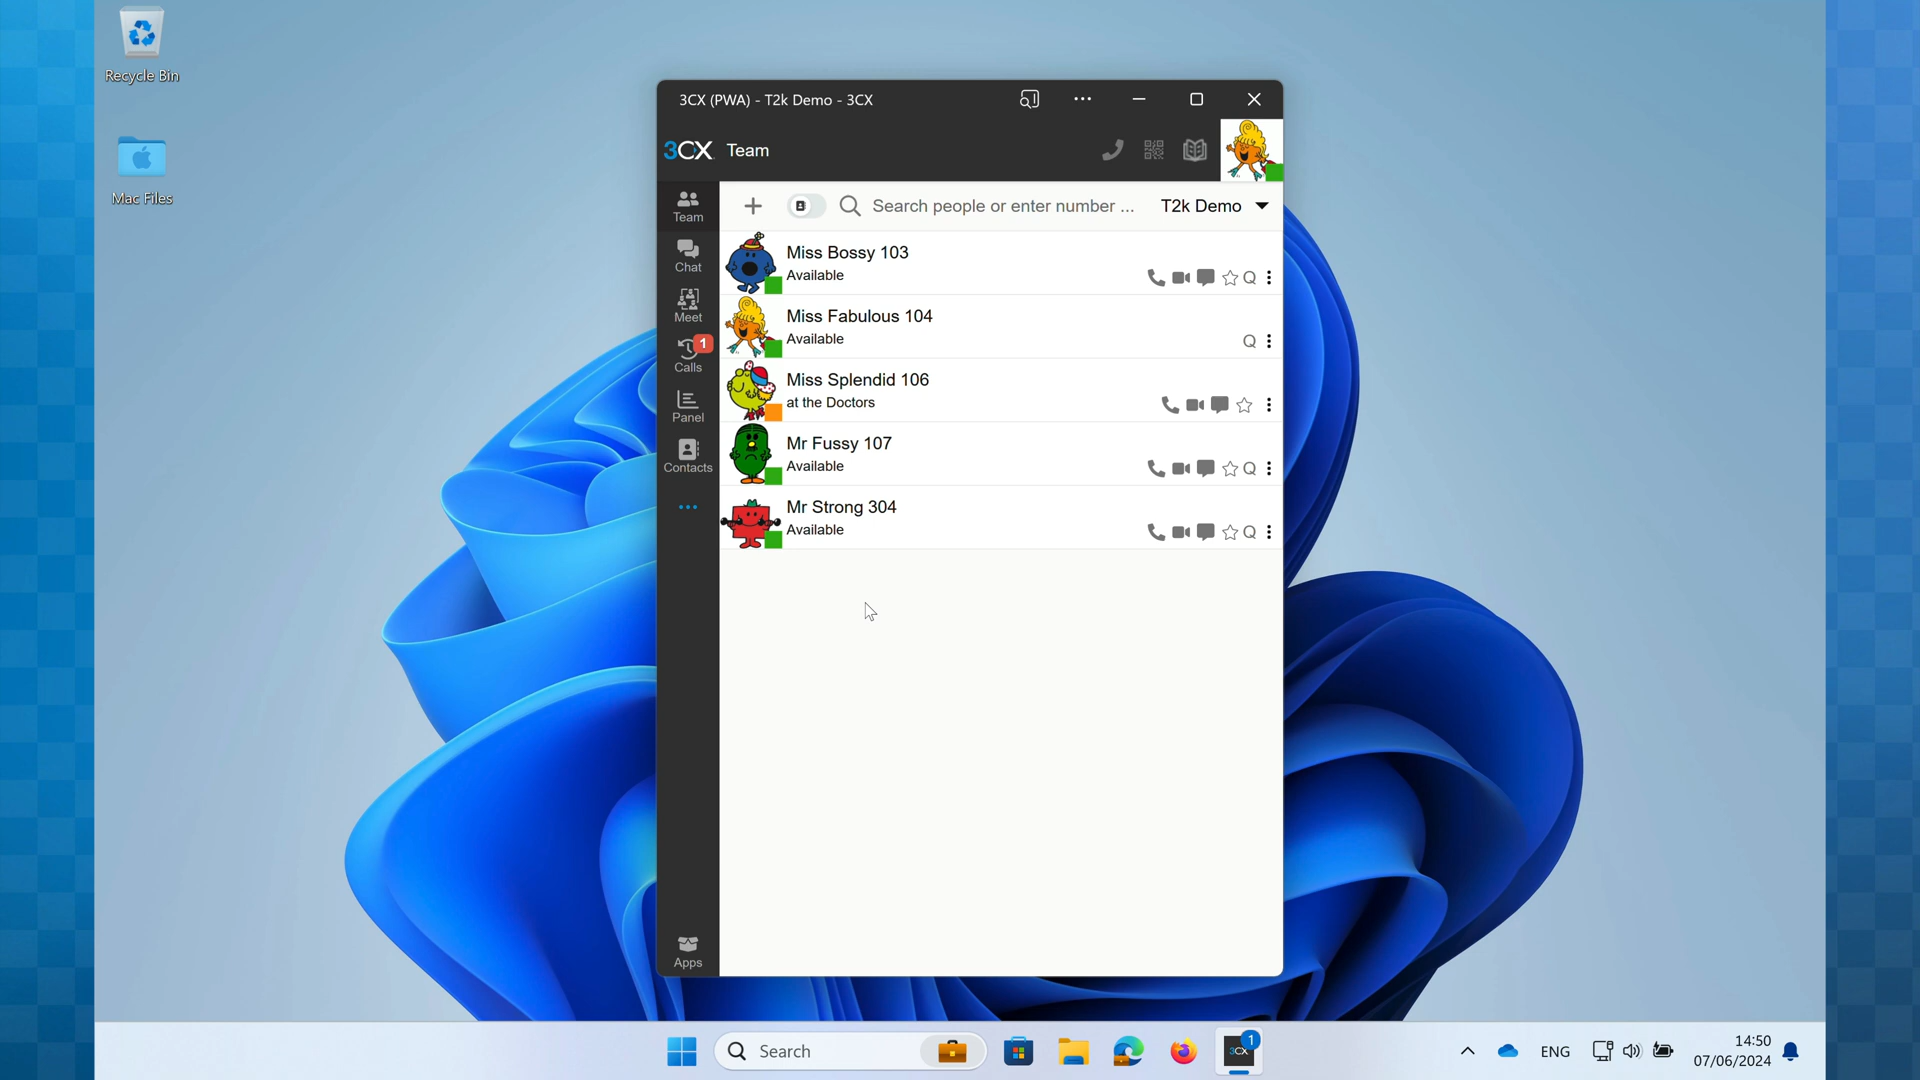 Recycle Bin
Mac Files
3CX (PWA) - T2k Demo - 3CX
3CX Team
Team
Chat
Meet
1
Calls
Panel
Contacts
Apps
Search people or enter number ...
T2k Demo
Miss Bossy 103
Available
Q
Miss Fabulous 104
Available
Q
Miss Splendid 106
at the Doctors
Mr Fussy 107
Available
Q
Mr Strong 304
Available
Q
Search
3CX
1
ENG
14:50
07/06/2024